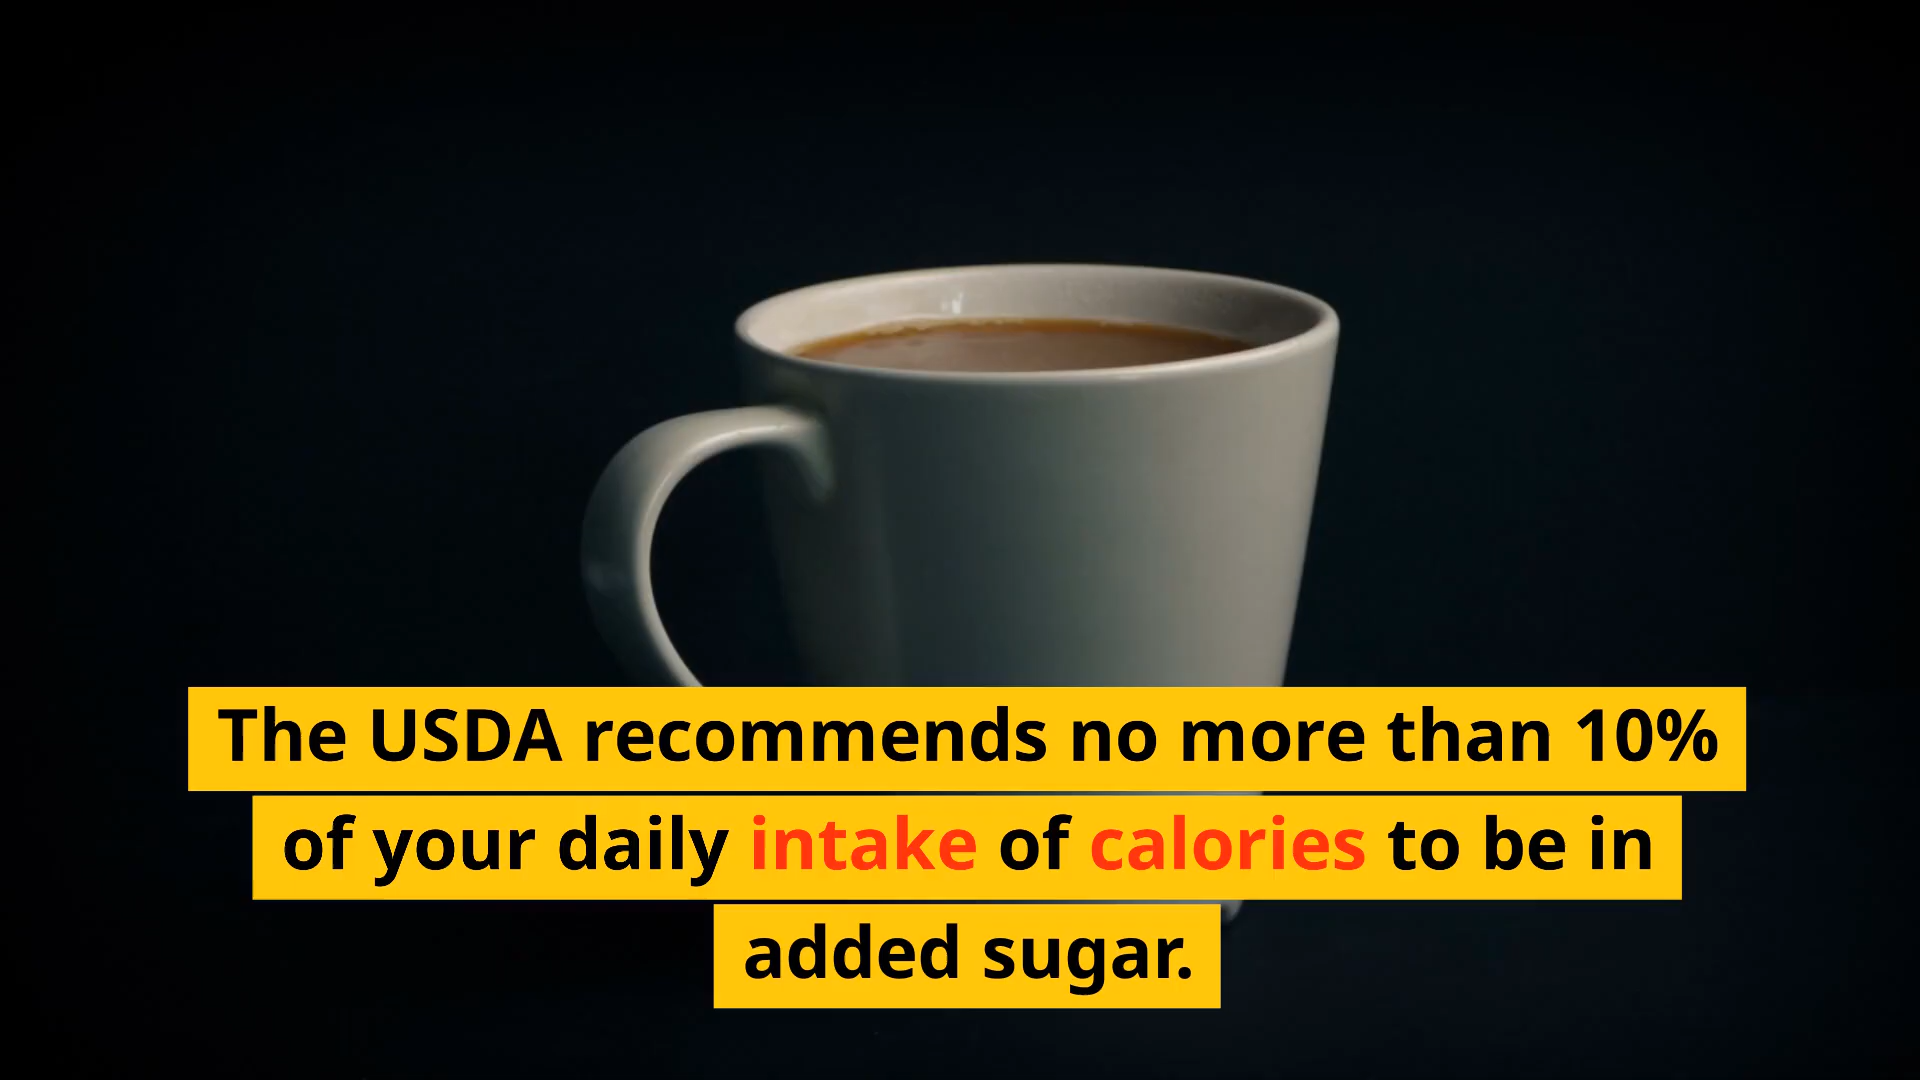 The USDA recommends no more than 10%
of your daily intake of calories to be in
added sugar.